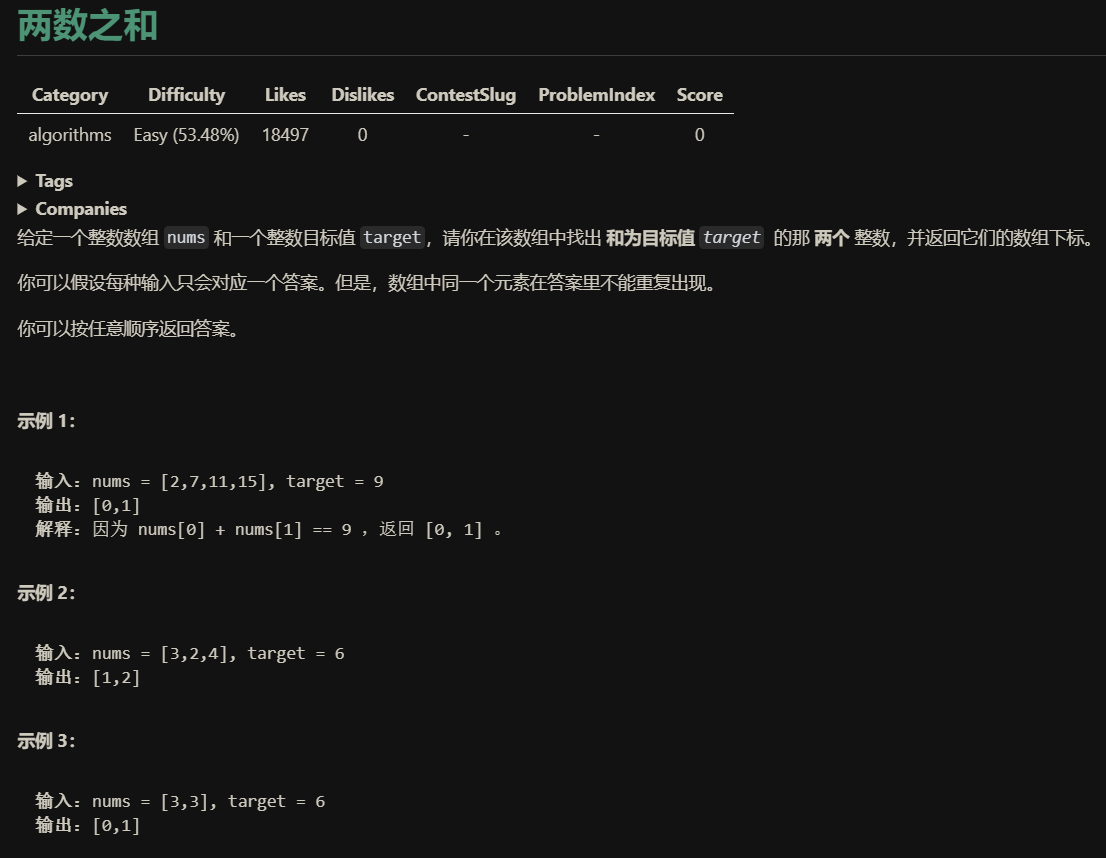 两数之和
Category Difficulty Likes Dislikes ContestSlug ProblemIndex Score
algorithms Easy (53.48%) 18497 0 - - 0
▶ Tags
▶ Companies
给定一个整数数组 nums 和一个整数目标值 target，请你在该数组中找出 和为目标值 target 的那 两个 整数，并返回它们的数组下标。
你可以假设每种输入只会对应一个答案。但是，数组中同一个元素在答案里不能重复出现。
你可以按任意顺序返回答案。
示例 1：
输入：nums = [2,7,11,15], target = 9
输出：[0,1]
解释：因为 nums[0] + nums[1] == 9 ，返回 [0, 1] 。
示例 2：
输入：nums = [3,2,4], target = 6
输出：[1,2]
示例 3：
输入：nums = [3,3], target = 6
输出：[0,1]